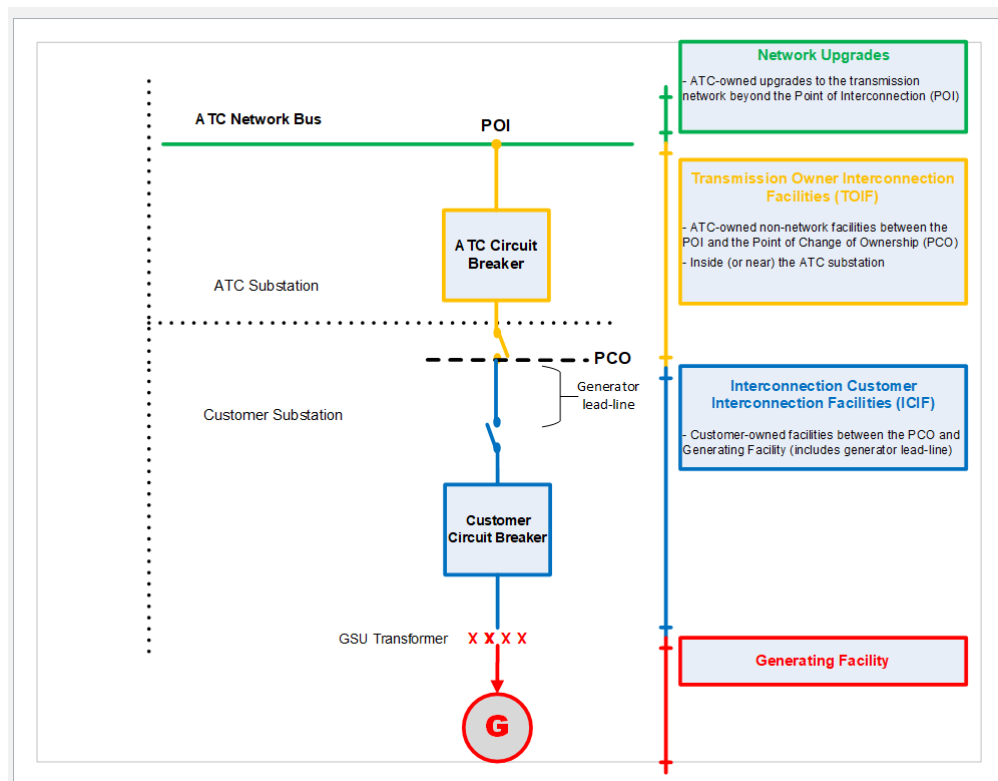 Network Upgrades
- ATC-owned upgrades to the transmission
network beyond the Point of Interconnection (POI)
ATC Network Bus
POI
Transmission Owner Interconnection
Facilities (TOIF)
- ATC-owned non-network facilities between the
POI and the Point of Change of Ownership (PCO)
- Inside (or near) the ATC substation
ATC Circuit
Breaker
ATC Substation
PCO
Generator
lead-line
Interconnection Customer
Interconnection Facilities (ICIF)
- Customer-owned facilities between the PCO and
Generating Facility (includes generator lead-line)
Customer Substation
Customer
Circuit Breaker
GSU Transformer
X X X X
Generating Facility
G